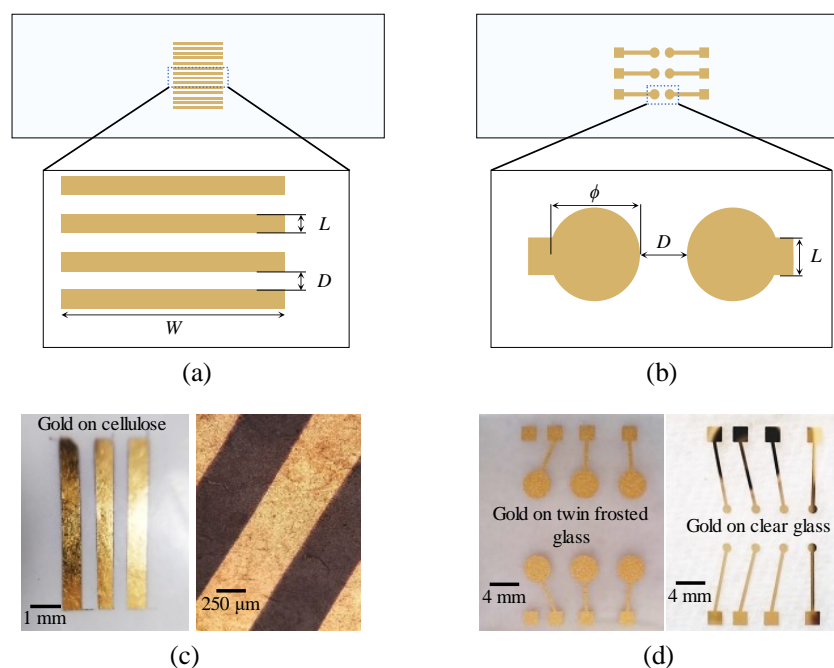 L
D
W
(a)
ϕ
D
L
(b)
Gold on cellulose
1 mm
250 μm
(c)
Gold on twin frosted
glass
4 mm
Gold on clear glass
4 mm
(d)